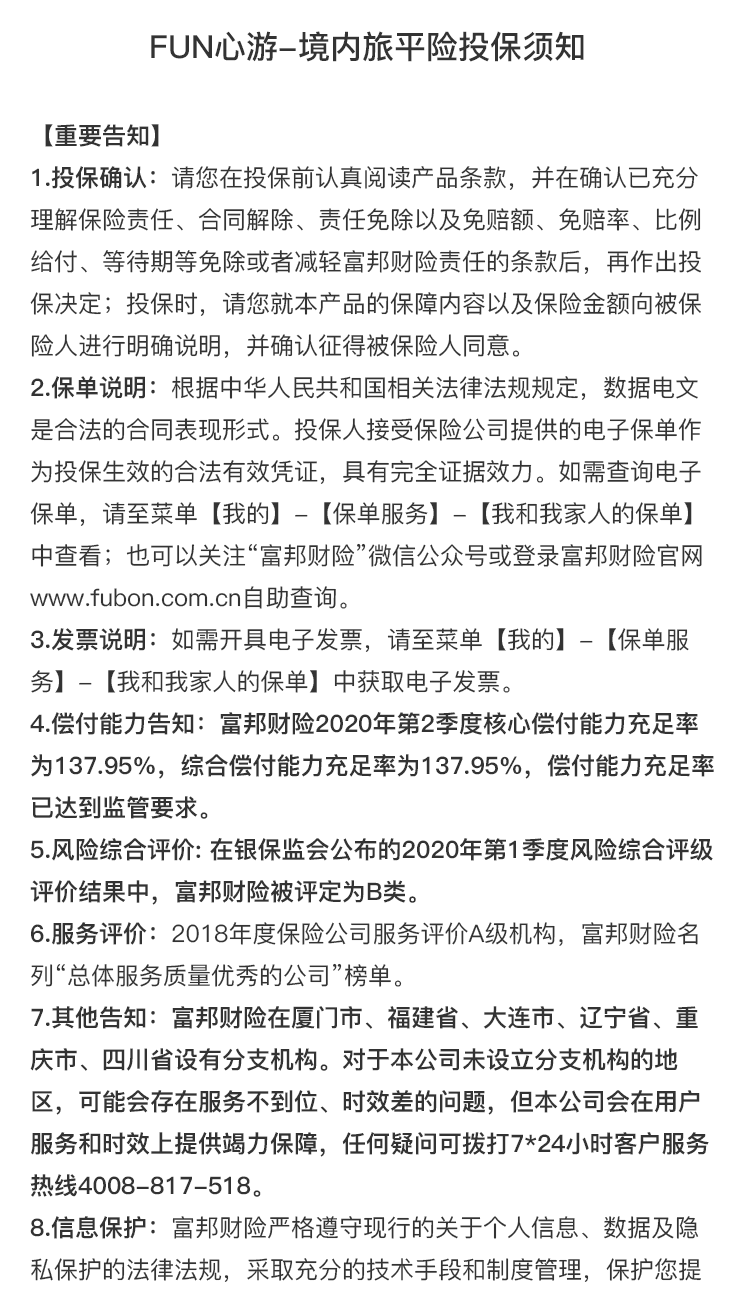 FUN心游-境内旅平险投保须知
【重要告知】
1.投保确认：请您在投保前认真阅读产品条款，并在确认已充分
理解保险责任、合同解除、责任免除以及免赔额、免赔率、比例
给付、等待期等免除或者减轻富邦财险责任的条款后，再作出投
保决定；投保时，请您就本产品的保障内容以及保险金额向被保
险人进行明确说明，并确认征得被保险人同意。
2.保单说明：根据中华人民共和国相关法律法规规定，数据电文
是合法的合同表现形式。投保人接受保险公司提供的电子保单作
为投保生效的合法有效凭证，具有完全证据效力。如需查询电子
保单，请至菜单【我的】-【保单服务】-【我和我家人的保单】
中查看；也可以关注“富邦财险”微信公众号或登录富邦财险官网
www.fubon.com.cn自助查询。
3.发票说明：如需开具电子发票，请至菜单【我的】-【保单服
务】-【我和我家人的保单】中获取电子发票。
4.偿付能力告知：富邦财险2020年第2季度核心偿付能力充足率
为137.95%，综合偿付能力充足率为137.95%，偿付能力充足率
已达到监管要求。
5.风险综合评价: 在银保监会公布的2020年第1季度风险综合评级
评价结果中，富邦财险被评定为B类。
6.服务评价：2018年度保险公司服务评价A级机构，富邦财险名
列“总体服务质量优秀的公司”榜单。
7.其他告知：富邦财险在厦门市、福建省、大连市、辽宁省、重
庆市、四川省设有分支机构。对于本公司未设立分支机构的地
区，可能会存在服务不到位、时效差的问题，但本公司会在用户
服务和时效上提供竭力保障，任何疑问可拨打7*24小时客户服务
热线4008-817-518。
8.信息保护：富邦财险严格遵守现行的关于个人信息、数据及隐
私保护的法律法规，采取充分的技术手段和制度管理，保护您提